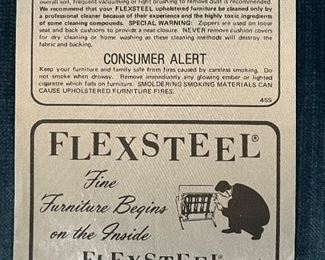 overall soil, frequent vacuuming or light brushing to remove dust is recommended.
We recommend that your FLEXSTEEL upholstered furniture be cleaned only by
a professional cleaner because of their experience and the highly toxic ingredients
of some cleaning compounds. SPECIAL WARNING: Zippers are used on loose
seat and back cushions to provide a neat closure. NEVER remove cushion covers
for dry cleaning or home washing as these cleaning methods will destroy the
fabric and backing.
CONSUMER ALERT
Keep your furniture and family safe from fires caused by careless smoking. Do
not smoke when drowsy. Remove immediately any glowing ember or lighted
cigarette which falls on furniture. SMOLDERING SMOKING MATERIALS CAN
CAUSE UPHOLSTERED FURNITURE FIRES.
455
FLEXSTEEL®
Fine
Furniture Begins
on the Inside
FLEXSTEEL